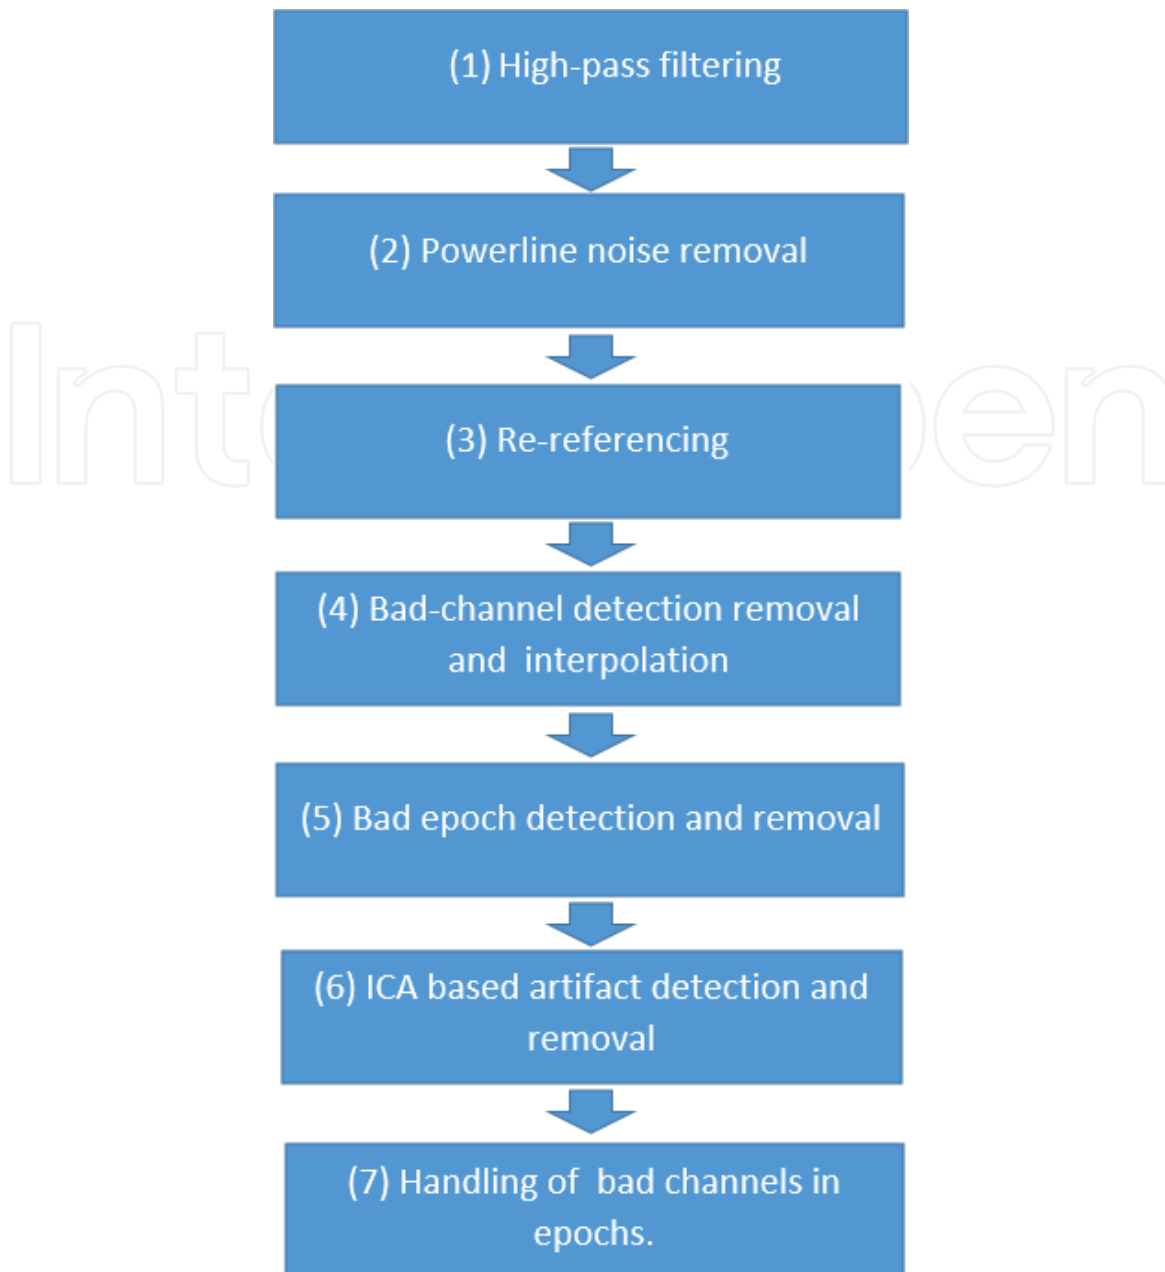 (1) High-pass filtering
(2) Powerline noise removal
(3) Re-referencing
(4) Bad-channel detection removal
and interpolation
(5) Bad epoch detection and removal
(6) ICA based artifact detection and
removal
(7) Handling of bad channels in
epochs.